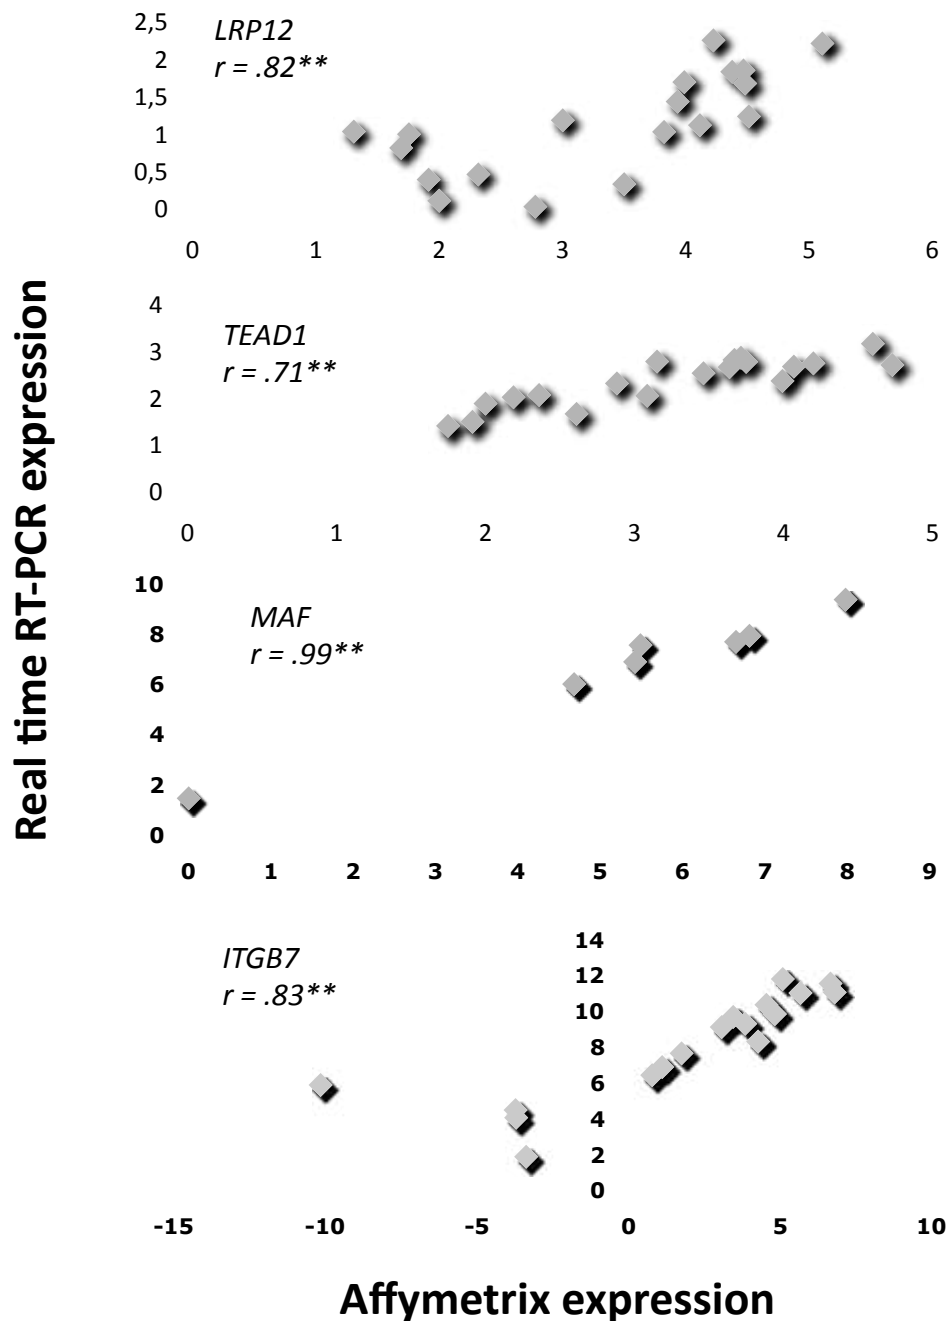 Real time RT-PCR expression
LRP12
r = .82**
2,5
2
1,5
1
0,5
0
0 1 2 3 4 5 6
TEAD1
r = .71**
4
3
2
1
0
0 1 2 3 4 5
MAF
r = .99**
10
8
6
4
2
0
0 1 2 3 4 5 6 7 8 9
ITGB7
r = .83**
14
12
10
8
6
4
2
0
-15 -10 -5 0 5 10
Affymetrix expression